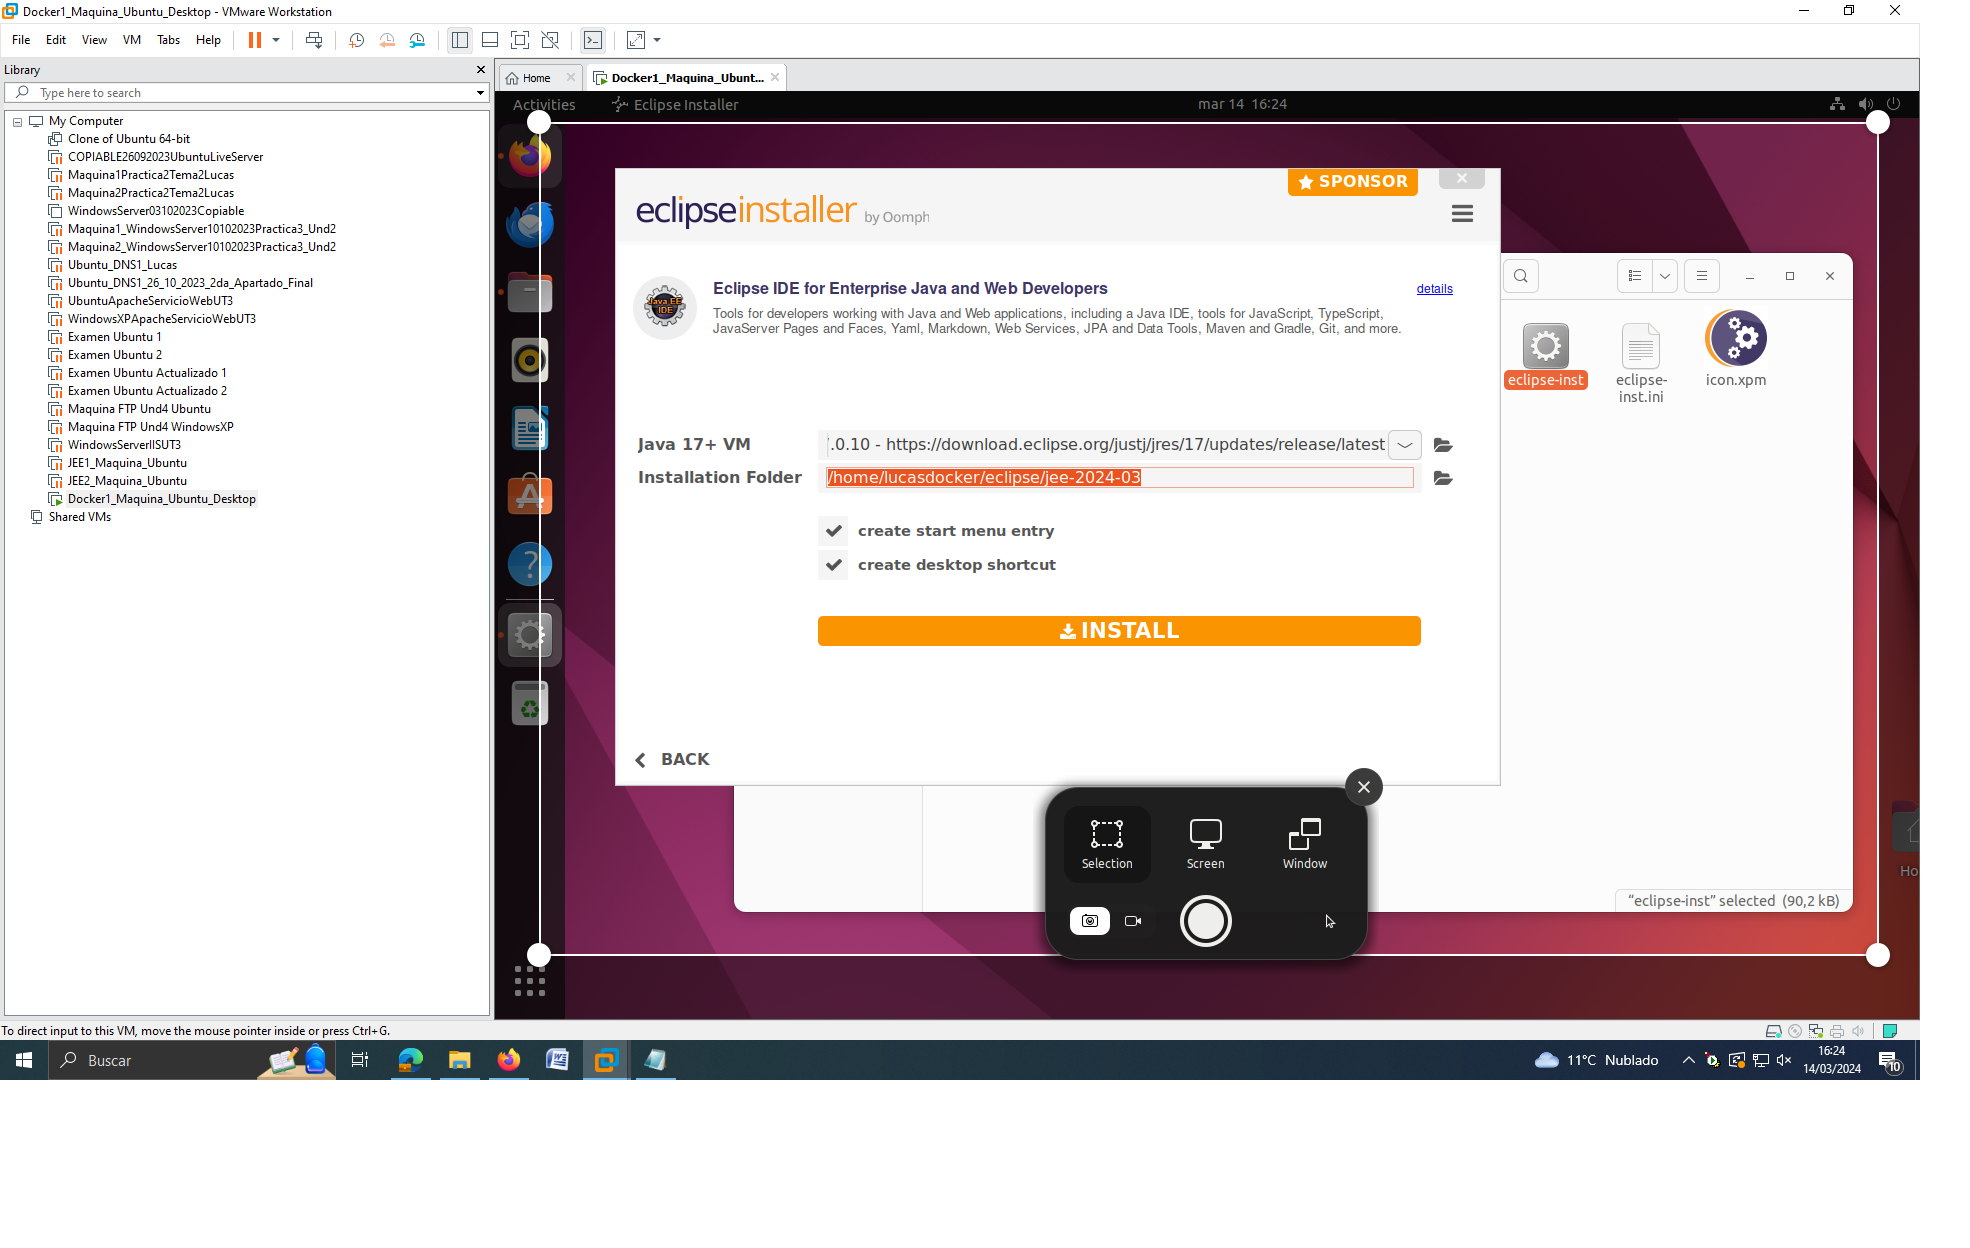 Docker1_Maquina_Ubuntu_Desktop - VMware Workstation
File Edit View VM Tabs Help
Library
Type here to search
My Computer
Clone of Ubuntu 64-bit
COPIABLE26092023UbuntuLiveServer
Maquina1Practica2Tema2Lucas
Maquina2Practica2Tema2Lucas
WindowsServer03102023Copiable
Maquina1_WindowsServer10102023Practica3_Und2
Maquina2_WindowsServer10102023Practica3_Und2
Ubuntu_DNS1_Lucas
Ubuntu_DNS1_26_10_2023_2da_Apartado_Final
UbuntuApacheServicioWebUT3
WindowsXPApacheServicioWebUT3
Examen Ubuntu 1
Examen Ubuntu 2
Examen Ubuntu Actualizado 1
Examen Ubuntu Actualizado 2
Maquina FTP Und4 Ubuntu
Maquina FTP Und4 WindowsXP
WindowsServerIISUT3
JEE1_Maquina_Ubuntu
JEE2_Maquina_Ubuntu
Docker1_Maquina_Ubuntu_Desktop
Shared VMs
Home
Docker1_Maquina_Ubunt...
Activities
Eclipse Installer
mar 14 16:24
SPONSOR
eclipseinstaller by Oomph
Java EE
IDE
Eclipse IDE for Enterprise Java and Web Developers
details
Tools for developers working with Java and Web applications, including a Java IDE, tools for JavaScript, TypeScript,
JavaServer Pages and Faces, Yaml, Markdown, Web Services, JPA and Data Tools, Maven and Gradle, Git, and more.
Java 17+ VM
.0.10 - https://download.eclipse.org/justj/jres/17/updates/release/latest
Installation Folder
/home/lucasdocker/eclipse/jee-2024-03
create start menu entry
create desktop shortcut
INSTALL
BACK
eclipse-inst
eclipse-
inst.ini
icon.xpm
Selection
Screen
Window
Ho
"eclipse-inst" selected (90,2 kB)
To direct input to this VM, move the mouse pointer inside or press Ctrl+G.
Buscar
11°C Nublado
16:24
14/03/2024
10